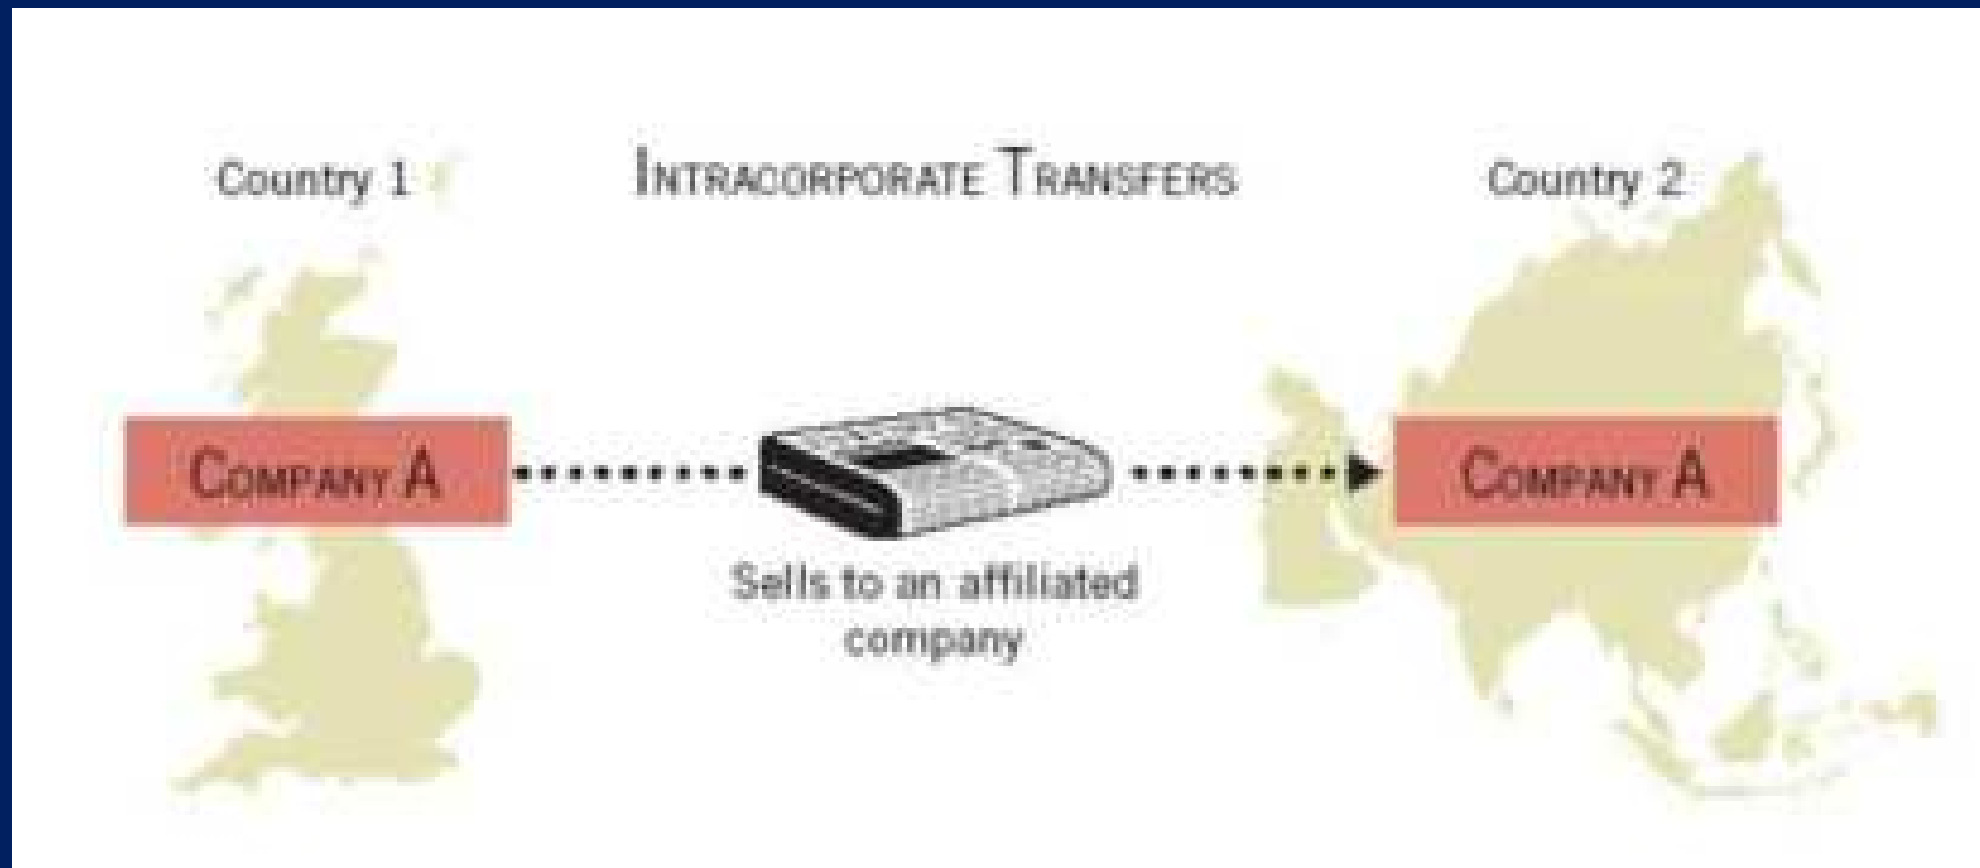 Country 1
INTRACORPORATE TRANSFERS
Country 2
COMPANY A
COMPANY A
Sells to an affiliated
company